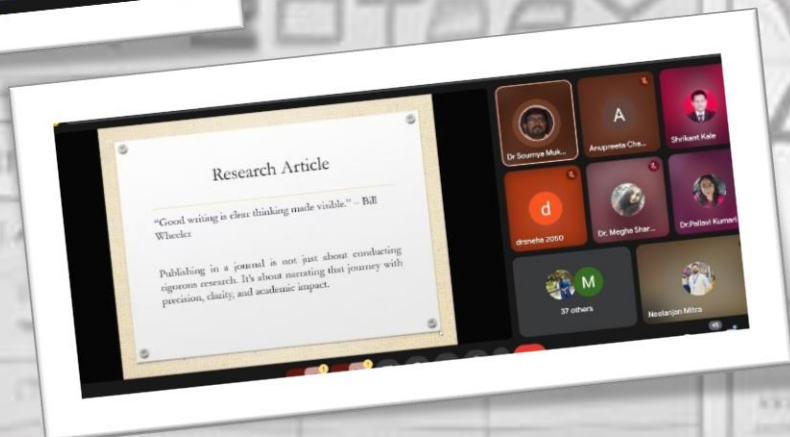 Research Article
“Good writing is clear thinking made visible.” – Bill
Wheeler
Publishing in a journal is not just about conducting
rigorous research. It's about narrating that journey with
precision, clarity, and academic impact.
Dr Soumya Muk...
A
Anupreeta Cha...
Shrikant Kale
d
drsneha 2050
Dr. Megha Shar...
Dr.Pallavi Kumari
M
37 others
Neelanjan Mitra
45